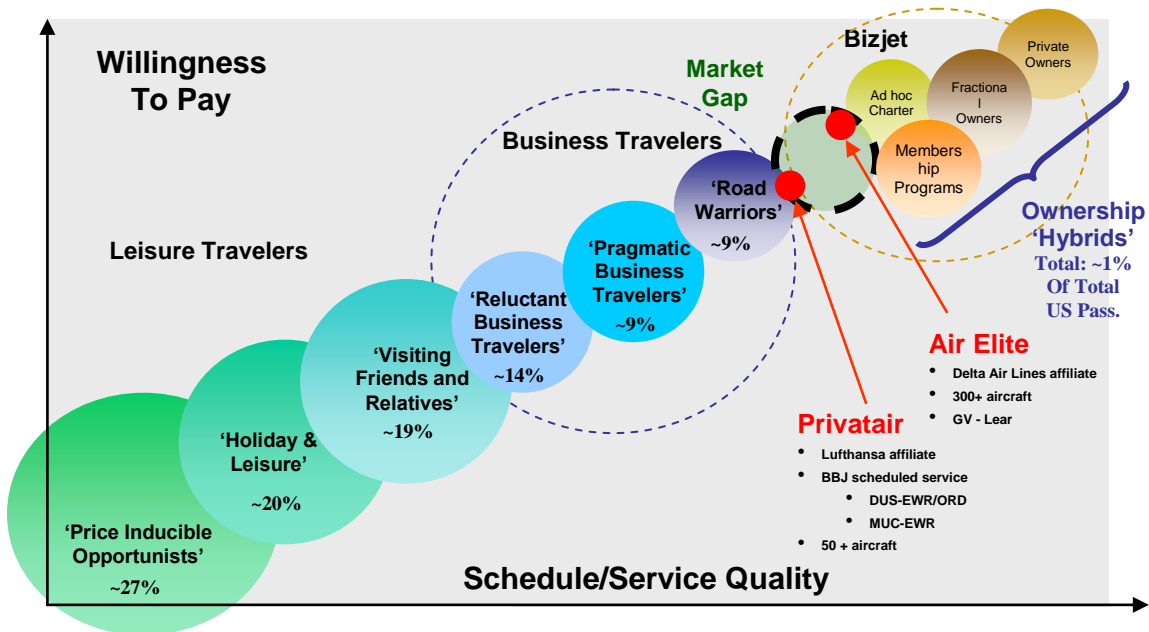 Willingness
To Pay
Market
Gap
Bizjet
Private
Owners
Ad hoc
Charter
Fractiona
l
Owners
Members
hip
Programs
Business Travelers
‘Road
Warriors’
~9%
Ownership
‘Hybrids’
Total: ~1%
Of Total
US Pass.
Leisure Travelers
‘Pragmatic
Business
Travelers’
~9%
‘Reluctant
Business
Travelers’
~14%
‘Visiting
Friends and
Relatives’
~19%
‘Holiday &
Leisure’
~20%
‘Price Inducible
Opportunists’
~27%
Air Elite
• Delta Air Lines affiliate
• 300+ aircraft
• GV - Lear
Privatair
• Lufthansa affiliate
• BBJ scheduled service
• DUS-EWR/ORD
• MUC-EWR
• 50 + aircraft
Schedule/Service Quality